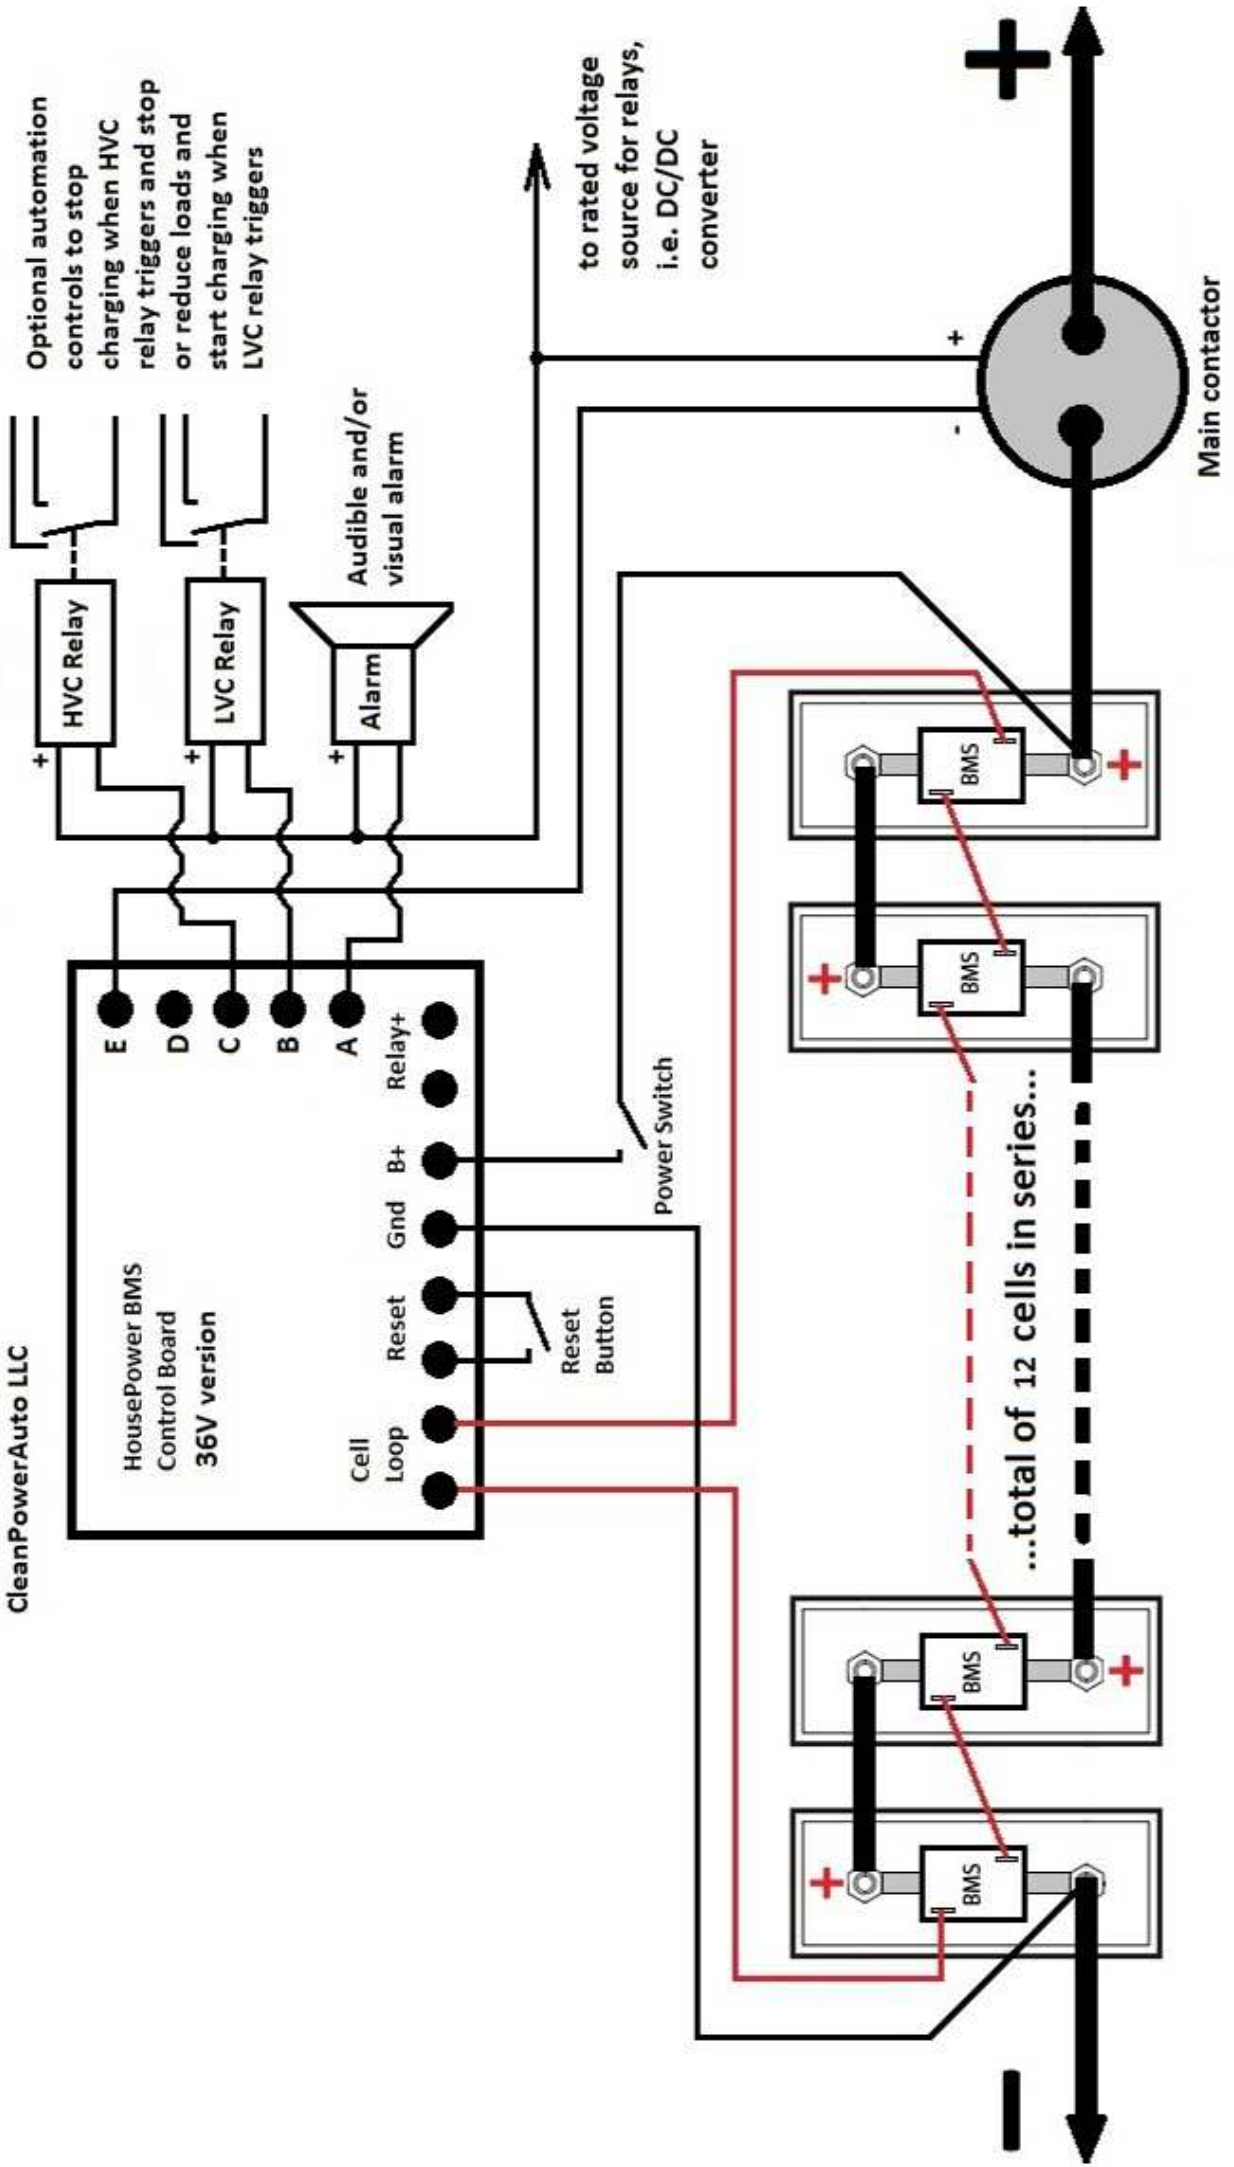 CleanPowerAuto LLC
HousePower BMS
Control Board
36V version
E
D
C
B
A
Cell
Loop
Reset
Gnd
B+
Relay+
Reset
Button
Power Switch
+
HVC Relay
+
LVC Relay
+
Alarm
Optional automation
controls to stop
charging when HVC
relay triggers and stop
or reduce loads and
start charging when
LVC relay triggers
Audible and/or
visual alarm
to rated voltage
source for relays,
i.e. DC/DC
converter
-
+
Main contactor
+
BMS
+
BMS
...total of 12 cells in series...
+
BMS
BMS
+
+
−